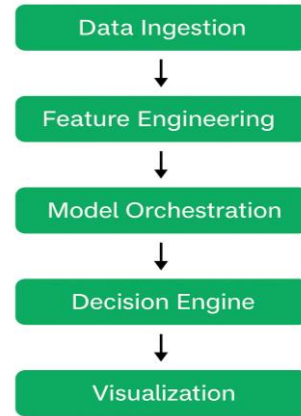 Data Ingestion
Feature Engineering
Model Orchestration
Decision Engine
Visualization